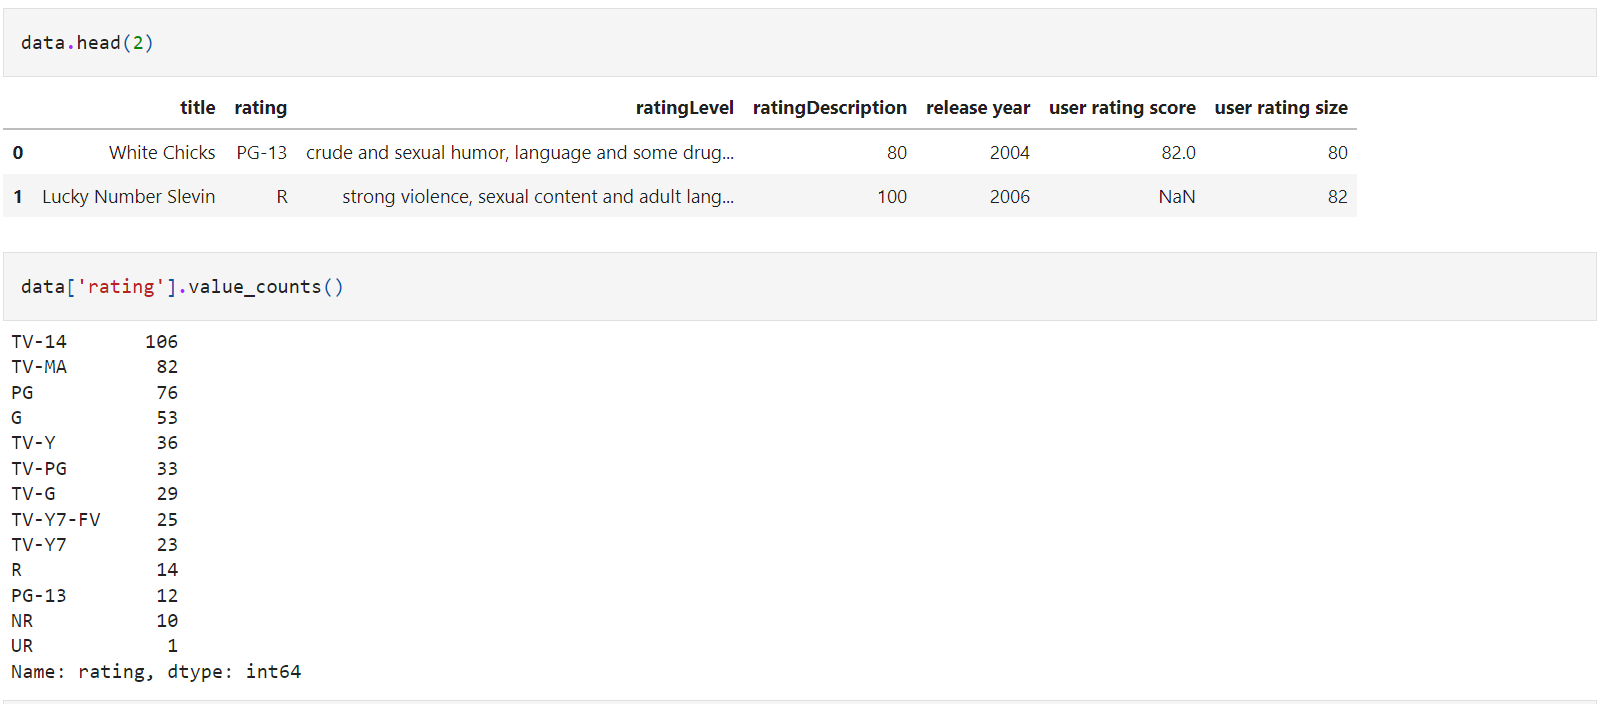 data.head(2)
title rating ratingLevel ratingDescription release year user rating score user rating size
0 White Chicks PG-13 crude and sexual humor, language and some drug... 80 2004 82.0 80
1 Lucky Number Slevin R strong violence, sexual content and adult lang... 100 2006 NaN 82
data['rating'].value_counts()
TV-14 106
TV-MA 82
PG 76
G 53
TV-Y 36
TV-PG 33
TV-G 29
TV-Y7-FV 25
TV-Y7 23
R 14
PG-13 12
NR 10
UR 1
Name: rating, dtype: int64